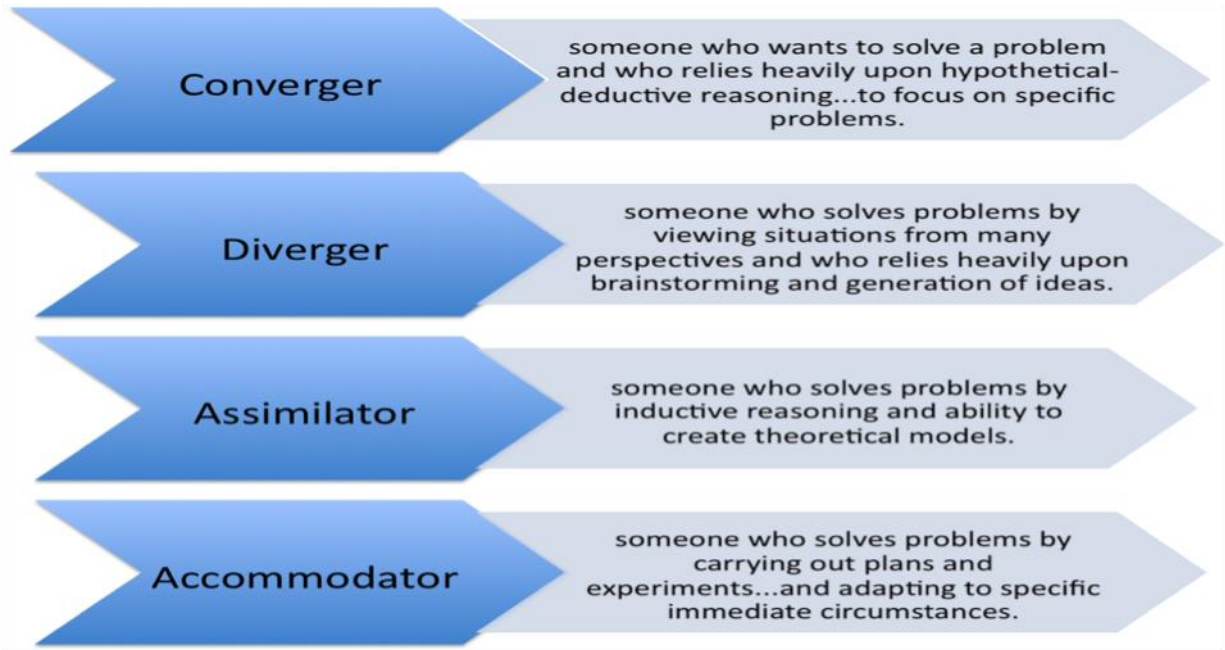 Converger
someone who wants to solve a problem
and who relies heavily upon hypothetical-
deductive reasoning...to focus on specific
problems.
Diverger
someone who solves problems by
viewing situations from many
perspectives and who relies heavily upon
brainstorming and generation of ideas.
Assimilator
someone who solves problems by
inductive reasoning and ability to
create theoretical models.
Accommodator
someone who solves problems by
carrying out plans and
experiments...and adapting to specific
immediate circumstances.